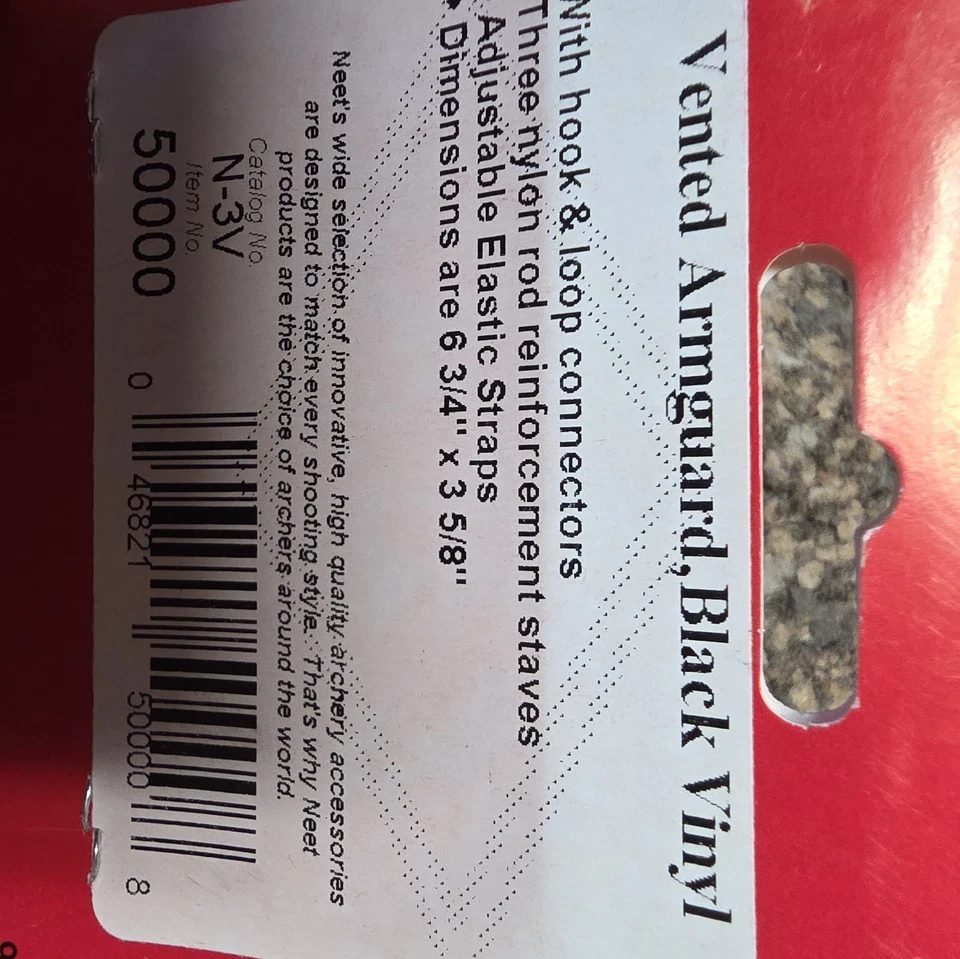 Vented Armguard,Black Vinyl
With hook & loop connectors
Three nylon rod reinforcement staves
Adjustable Elastic Straps
• Dimensions are 6 3/4" x 3 5/8"
Neet's wide selection of innovative, high quality archery accessories
are designed to match every shooting style. That's why Neet
products are the choice of archers around the world.
Catalog No.
N-3V
Item No.
50000
0 46821 50000 8